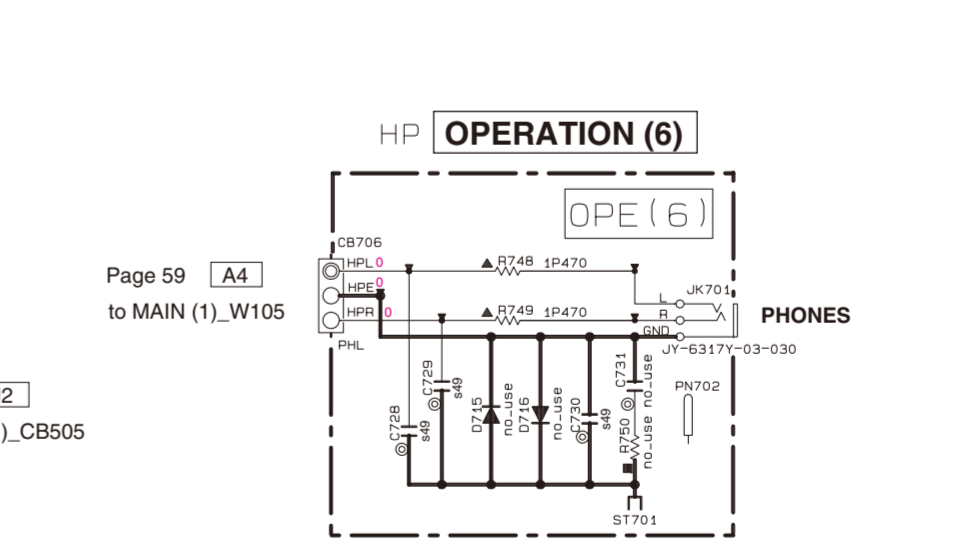 HP OPERATION (6)
OPE(6)
CB706
HPL 0
R748 1P470
Page 59 A4
HPE 0
to MAIN (1)_W105
HPR 0
R749 1P470
JK701
L
R
GND
PHONES
PHL
JY-6317Y-03-030
C728
s49
C729
s49
D715
no_use
D716
no_use
C730
s49
C731
no_use
R750
no_use
PN702
)_CB505
ST701